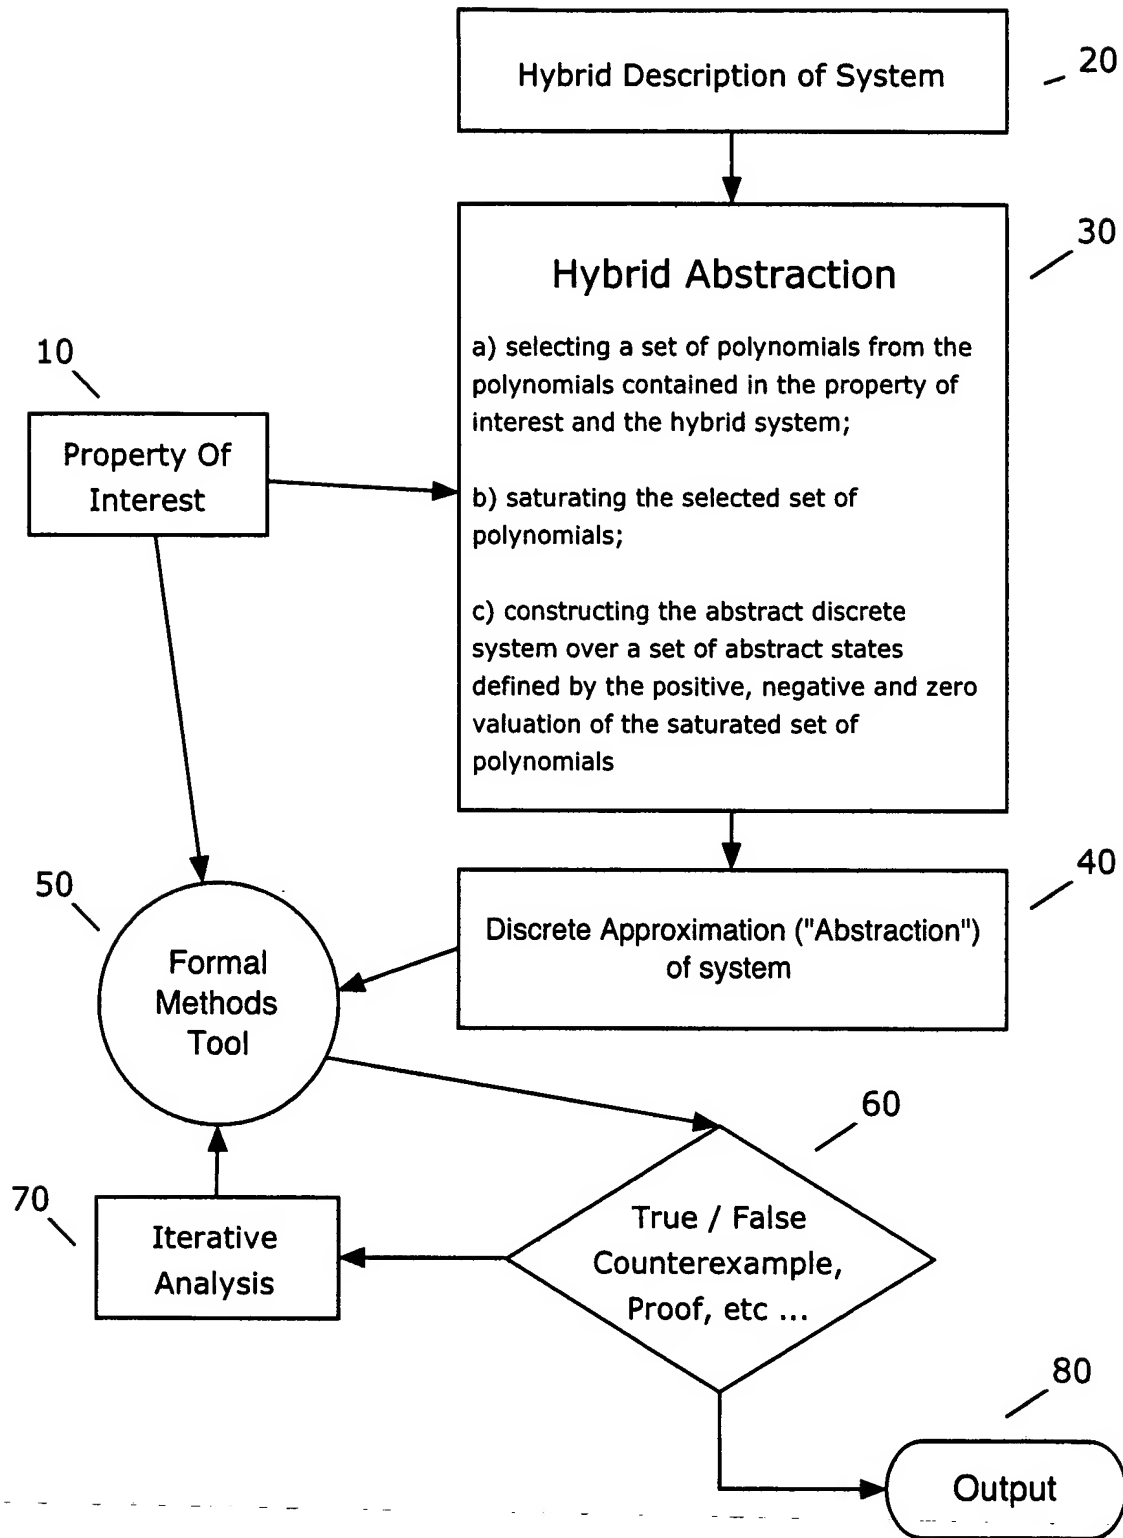 Hybrid Description of System
20
30
Hybrid Abstraction
a) selecting a set of polynomials from the
polynomials contained in the property of
interest and the hybrid system;
b) saturating the selected set of
polynomials;
c) constructing the abstract discrete
system over a set of abstract states
defined by the positive, negative and zero
valuation of the saturated set of
polynomials
10
Property Of
Interest
40
Discrete Approximation ("Abstraction")
of system
50
Formal
Methods
Tool
60
True / False
Counterexample,
Proof, etc ...
70
Iterative
Analysis
80
Output